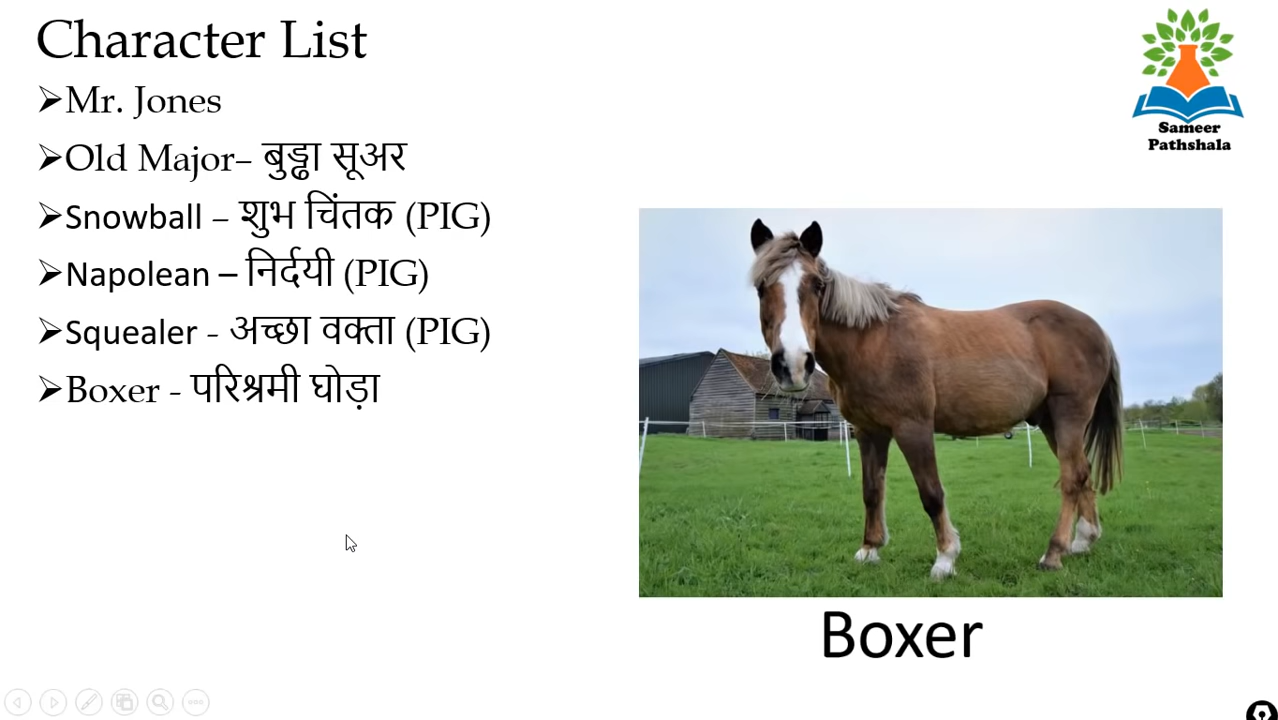 Character List
➢Mr. Jones
➢Old Major– बुड्ढा सूअर
➢Snowball – शुभ चिंतक (PIG)
➢Napolean – निर्दयी (PIG)
➢Squealer - अच्छा वक्ता (PIG)
➢Boxer - परिश्रमी घोड़ा
Sameer
Pathshala
Boxer